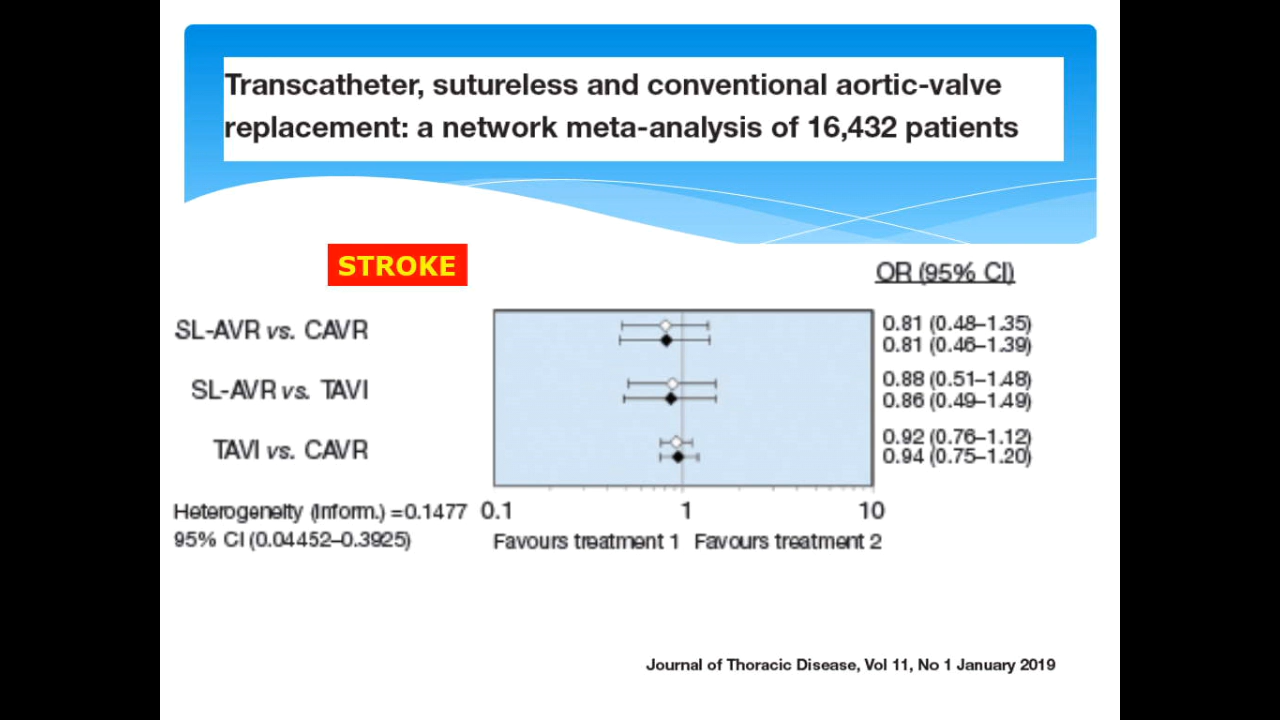 Transcatheter, sutureless and conventional aortic-valve
replacement: a network meta-analysis of 16,432 patients
STROKE
OR (95% CI)
SL-AVR vs. CAVR
0.81 (0.48–1.35)
0.81 (0.46–1.39)
SL-AVR vs. TAVI
0.88 (0.51–1.48)
0.86 (0.49–1.49)
TAVI vs. CAVR
0.92 (0.76–1.12)
0.94 (0.75–1.20)
Heterogeneity (Inform.) = 0.1477
95% CI (0.04452–0.3925)
0.1 1 10
Favours treatment 1 Favours treatment 2
Journal of Thoracic Disease, Vol 11, No 1 January 2019